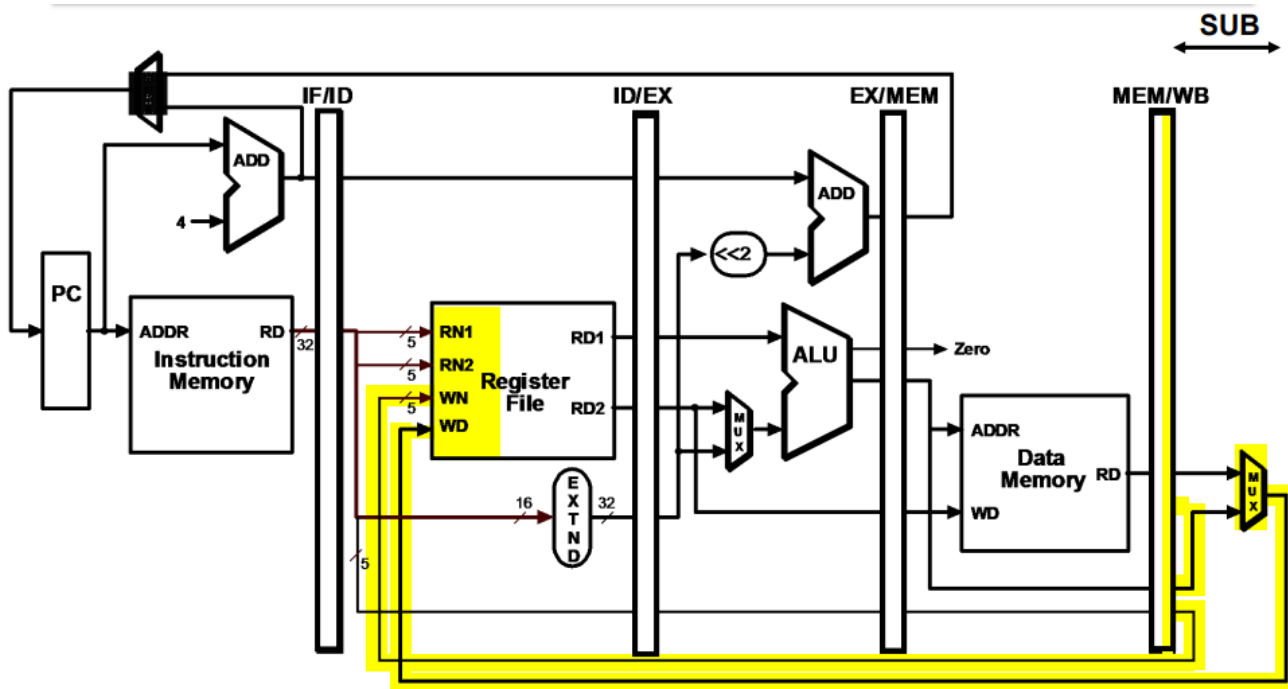 SUB
IF/ID
ID/EX
EX/MEM
MEM/WB
ADD
4
ADD
<<2
PC
ADDR
RD
32
Instruction
Memory
5
RN1
5
RN2
5
WN
WD
Register
File
RD1
RD2
MUX
ALU
Zero
ADDR
Data
Memory
RD
WD
MUX
16
EXTND
32
5